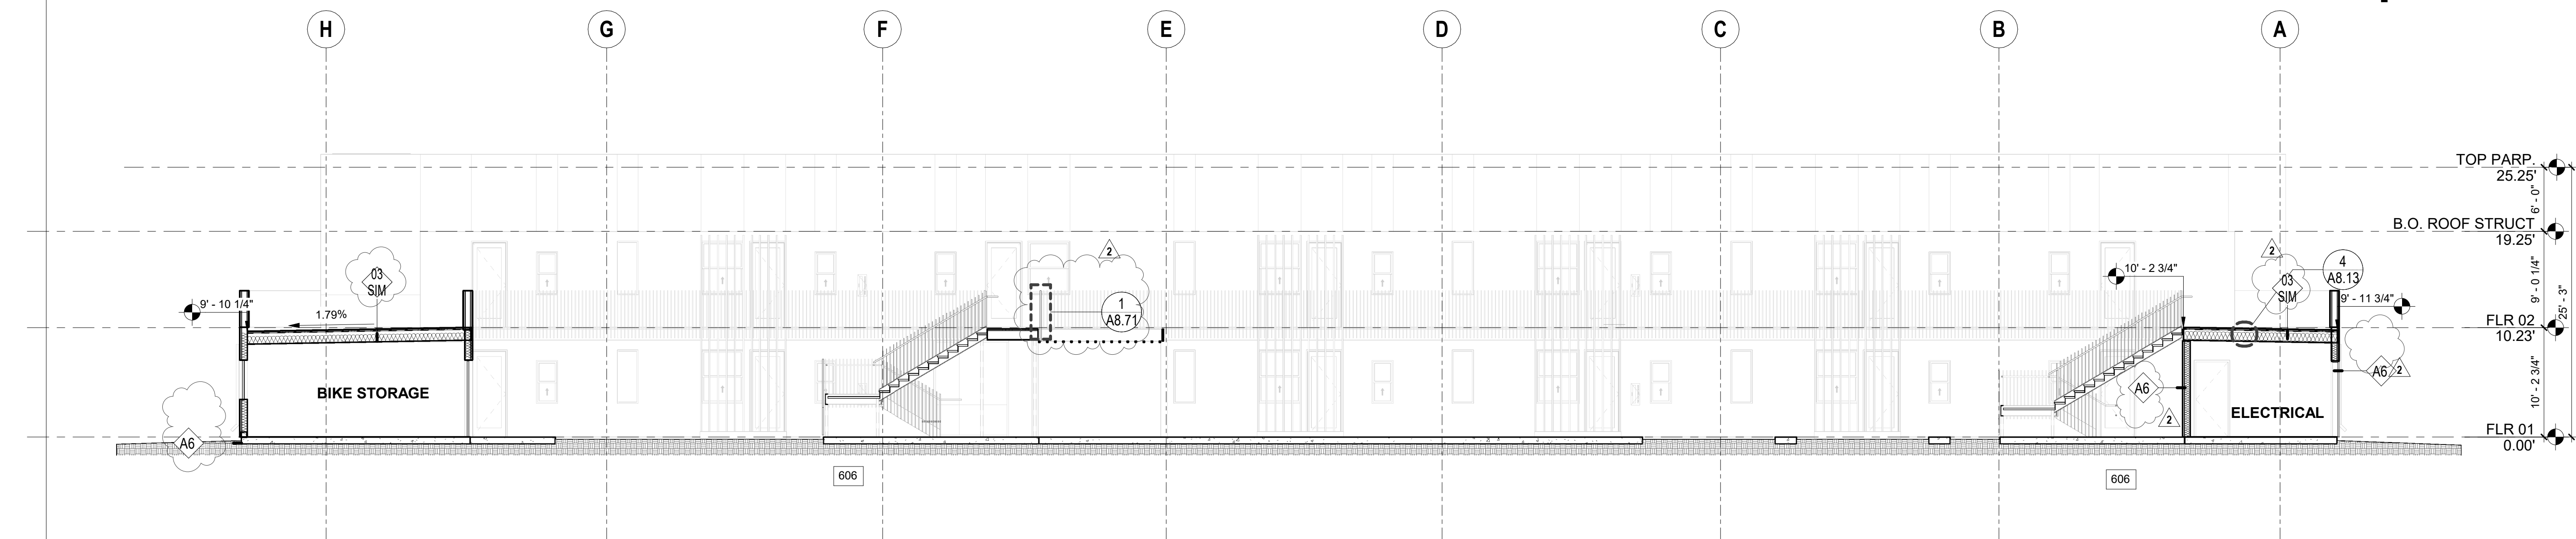 H G F E D C B A
TOP PARP.
25.25'
6' - 0"
B.O. ROOF STRUCT
19.25'
9' - 0 1/4"
25' - 3"
FLR 02
10.23'
10' - 2 3/4"
FLR 01
0.00'
03
SIM
9' - 10 1/4"
1.79%
BIKE STORAGE
A6
2
1
A8.71
606
10' - 2 3/4"
2
03
SIM
4
A8.13
9' - 11 3/4"
A6
2
A6
2
ELECTRICAL
606